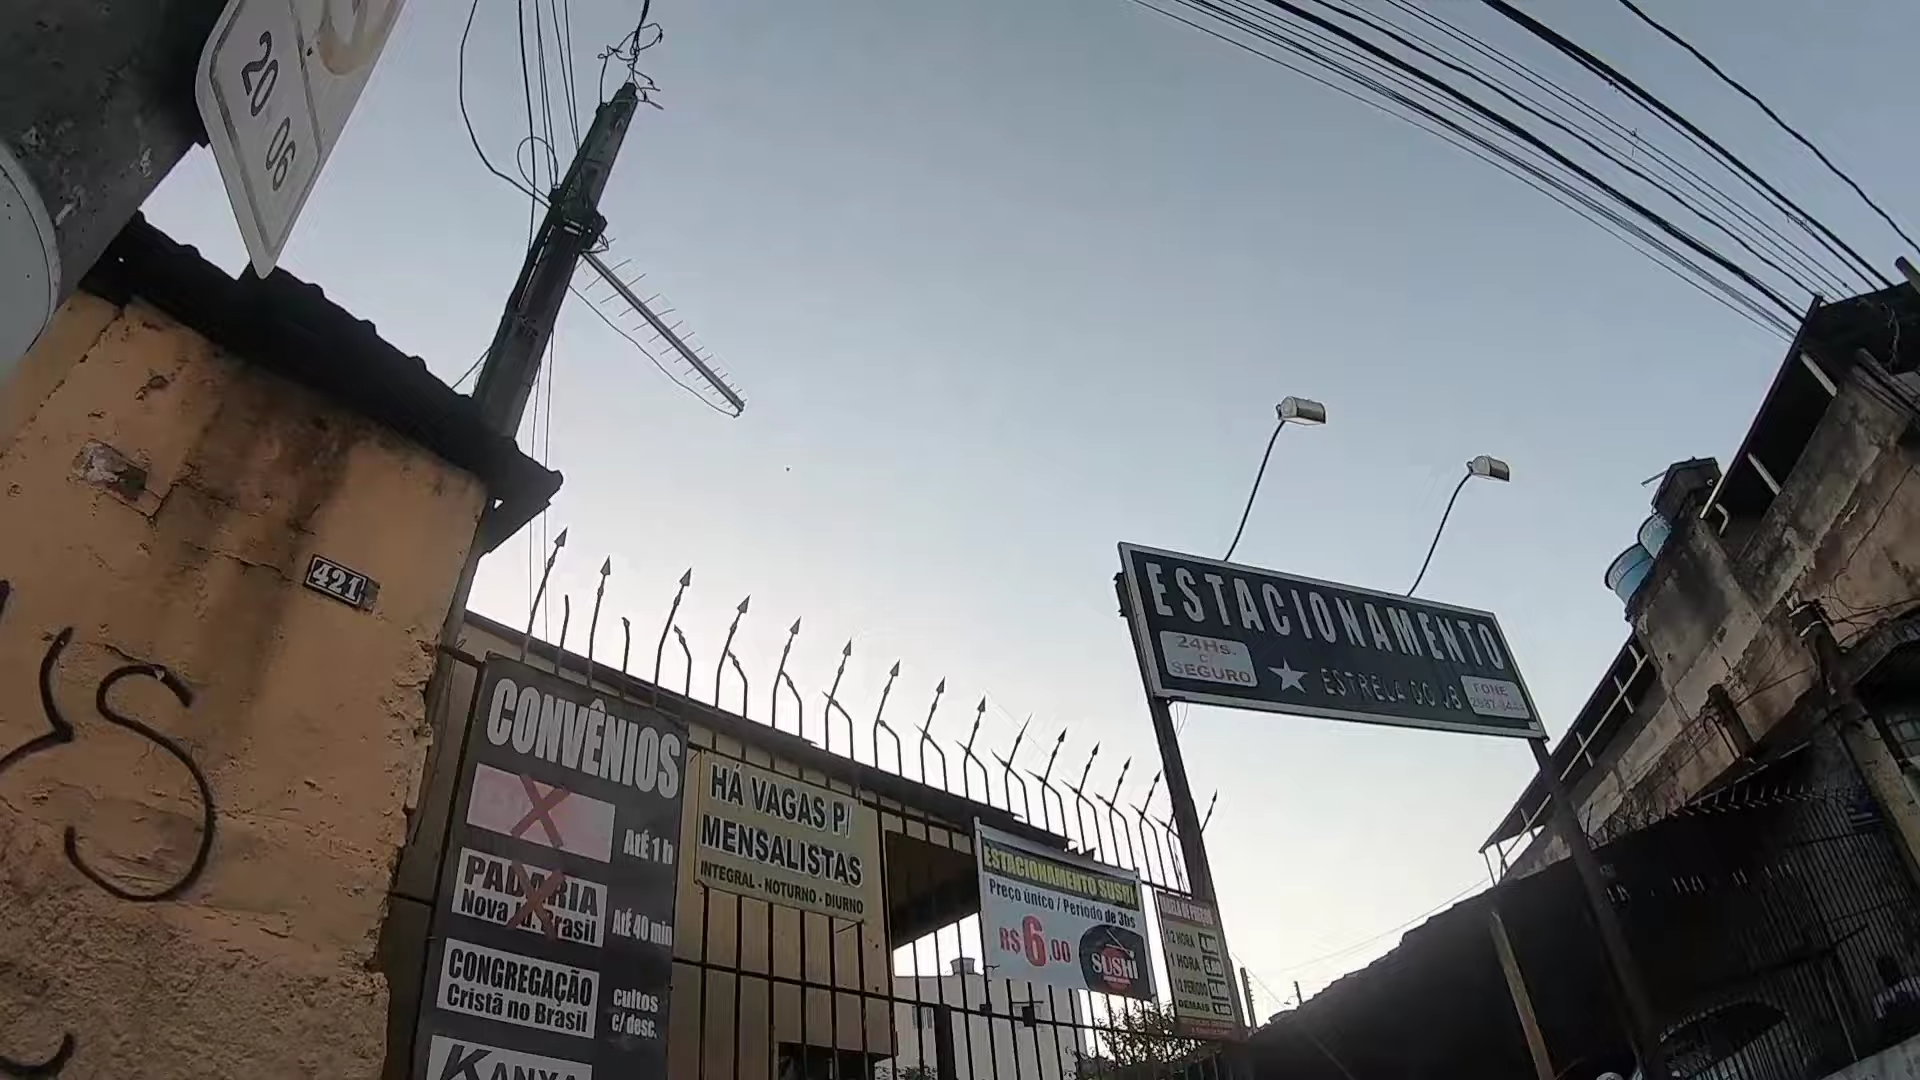 20 06
421
CONVÊNIOS
ATÉ 1 h
PADARIA
Nova J. Brasil
ATÉ 40 min
CONGREGAÇÃO
Cristã no Brasil
cultos
c/ desc.
KANXA
HÁ VAGAS P/
MENSALISTAS
INTEGRAL - NOTURNO - DIURNO
ESTACIONAMENTO SUSHI
Preço único / Período de 3hs
R$ 6,00
SUSHI
1/2 HORA
1 HORA
1/2 PERIODO
DEMAIS
ESTACIONAMENTO
24Hs.
C/
SEGURO
ESTRELA DO JB
FONE